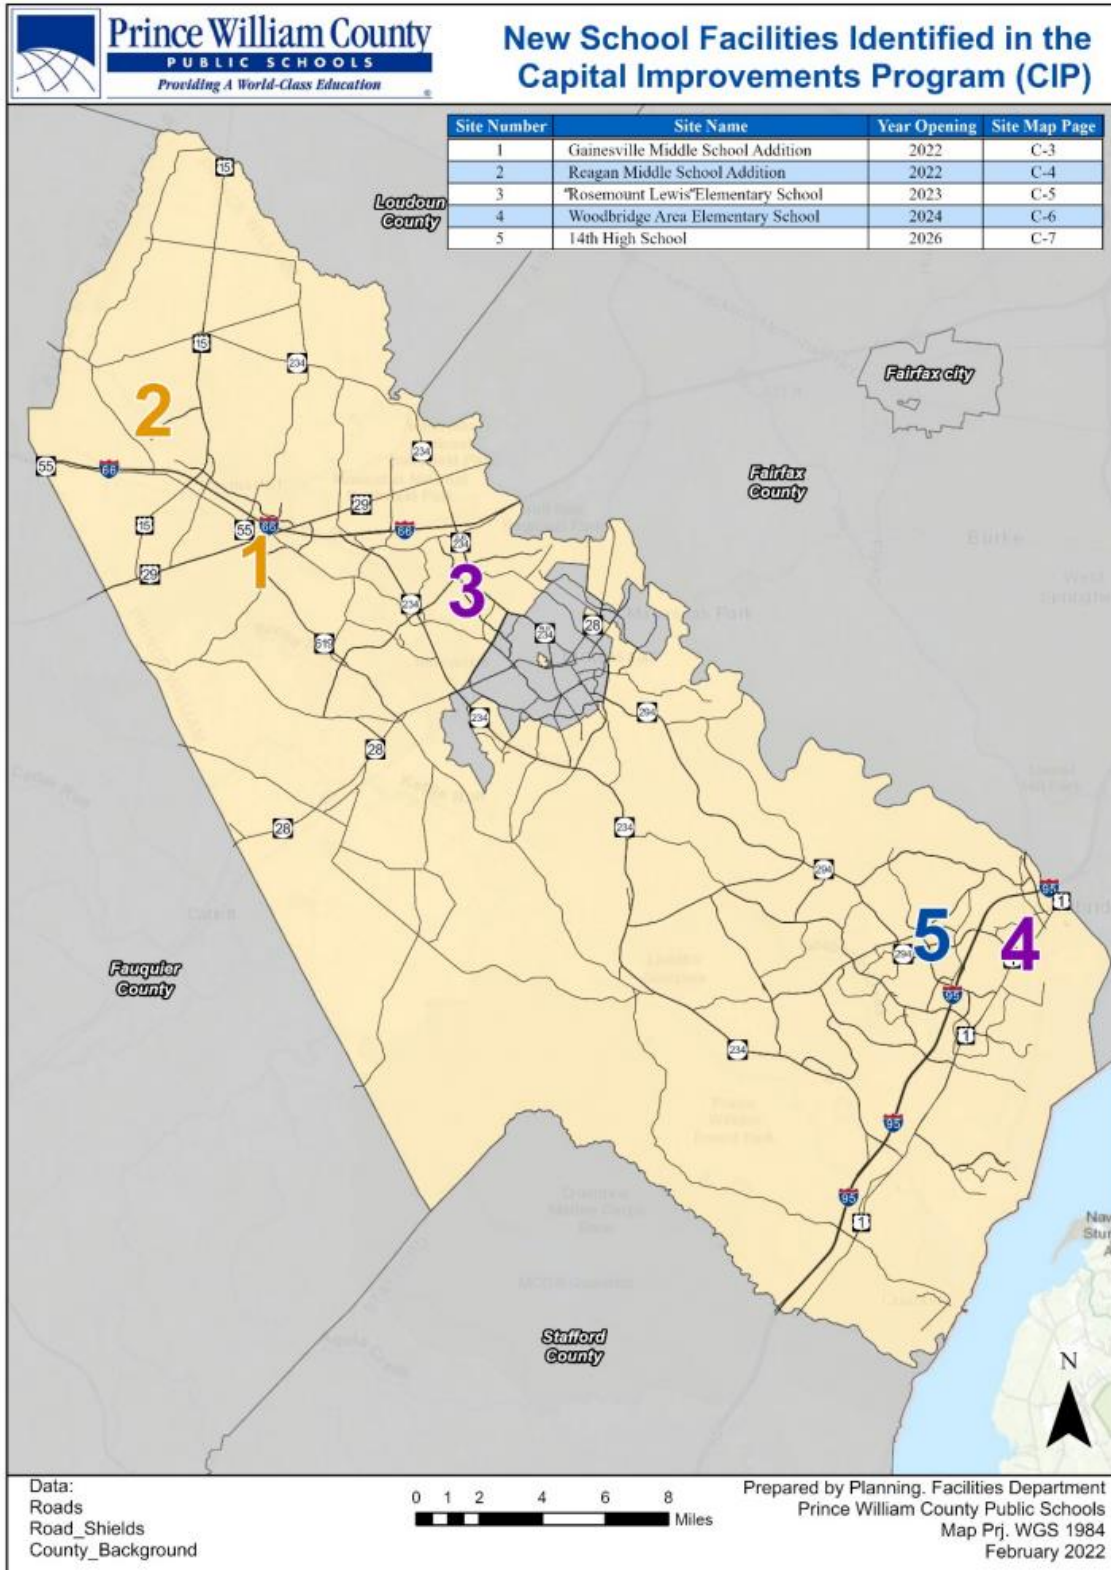 Prince William County
PUBLIC SCHOOLS
Providing A World-Class Education
®
New School Facilities Identified in the
Capital Improvements Program (CIP)
Site Number Site Name Year Opening Site Map Page
1 Gainesville Middle School Addition 2022 C-3
2 Reagan Middle School Addition 2022 C-4
3 "Rosemount Lewis" Elementary School 2023 C-5
4 Woodbridge Area Elementary School 2024 C-6
5 14th High School 2026 C-7
15
Loudoun
County
15
234
Fairfax city
2
234
55
66
Fairfax
County
29
15
55
66
66
234
Burke
29
1
3
234
28
234
619
234
294
28
28
234
294
95
1
5
4
294
Fauquier
County
95
1
234
95
95
1
Stafford
County
N
Data:
Roads
Road_Shields
County_Background
0 1 2 4 6 8
Miles
Prepared by Planning. Facilities Department
Prince William County Public Schools
Map Prj. WGS 1984
February 2022